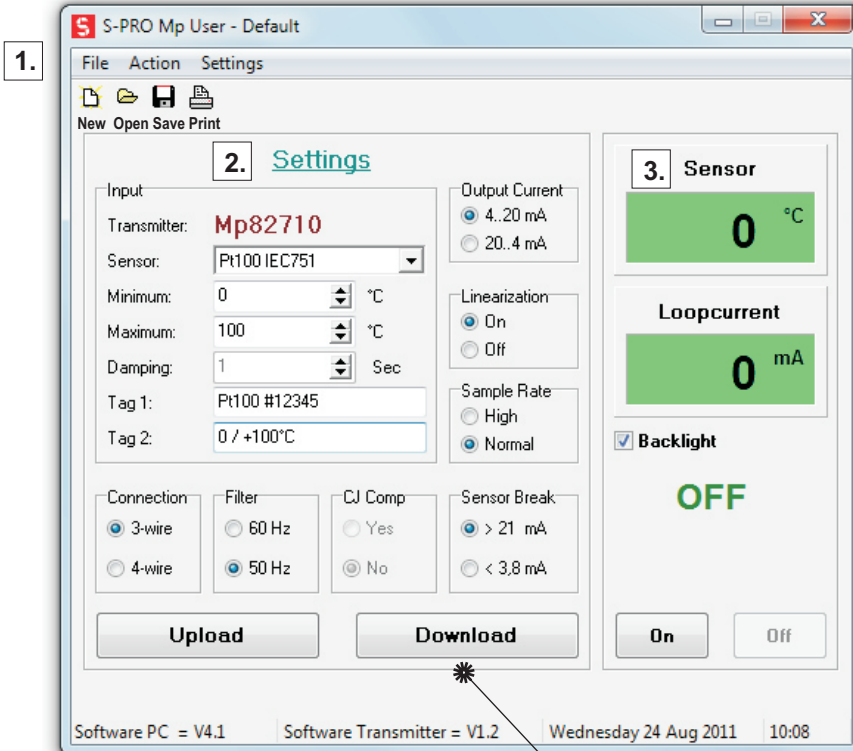 S-PRO Mp User - Default
1.
File Action Settings
New Open Save Print
2. Settings
Input
Transmitter: Mp82710
Sensor: Pt100 IEC751
Minimum: 0 °C
Maximum: 100 °C
Damping: 1 Sec
Tag 1: Pt100 #12345
Tag 2: 0 / +100°C
Output Current
4..20 mA
20..4 mA
Linearization
On
Off
Sample Rate
High
Normal
Connection
3-wire
4-wire
Filter
60 Hz
50 Hz
CJ Comp
Yes
No
Sensor Break
> 21 mA
< 3,8 mA
Upload Download
3. Sensor
0 °C
Loopcurrent
0 mA
Backlight
OFF
On Off
Software PC = V4.1 Software Transmitter = V1.2 Wednesday 24 Aug 2011 10:08